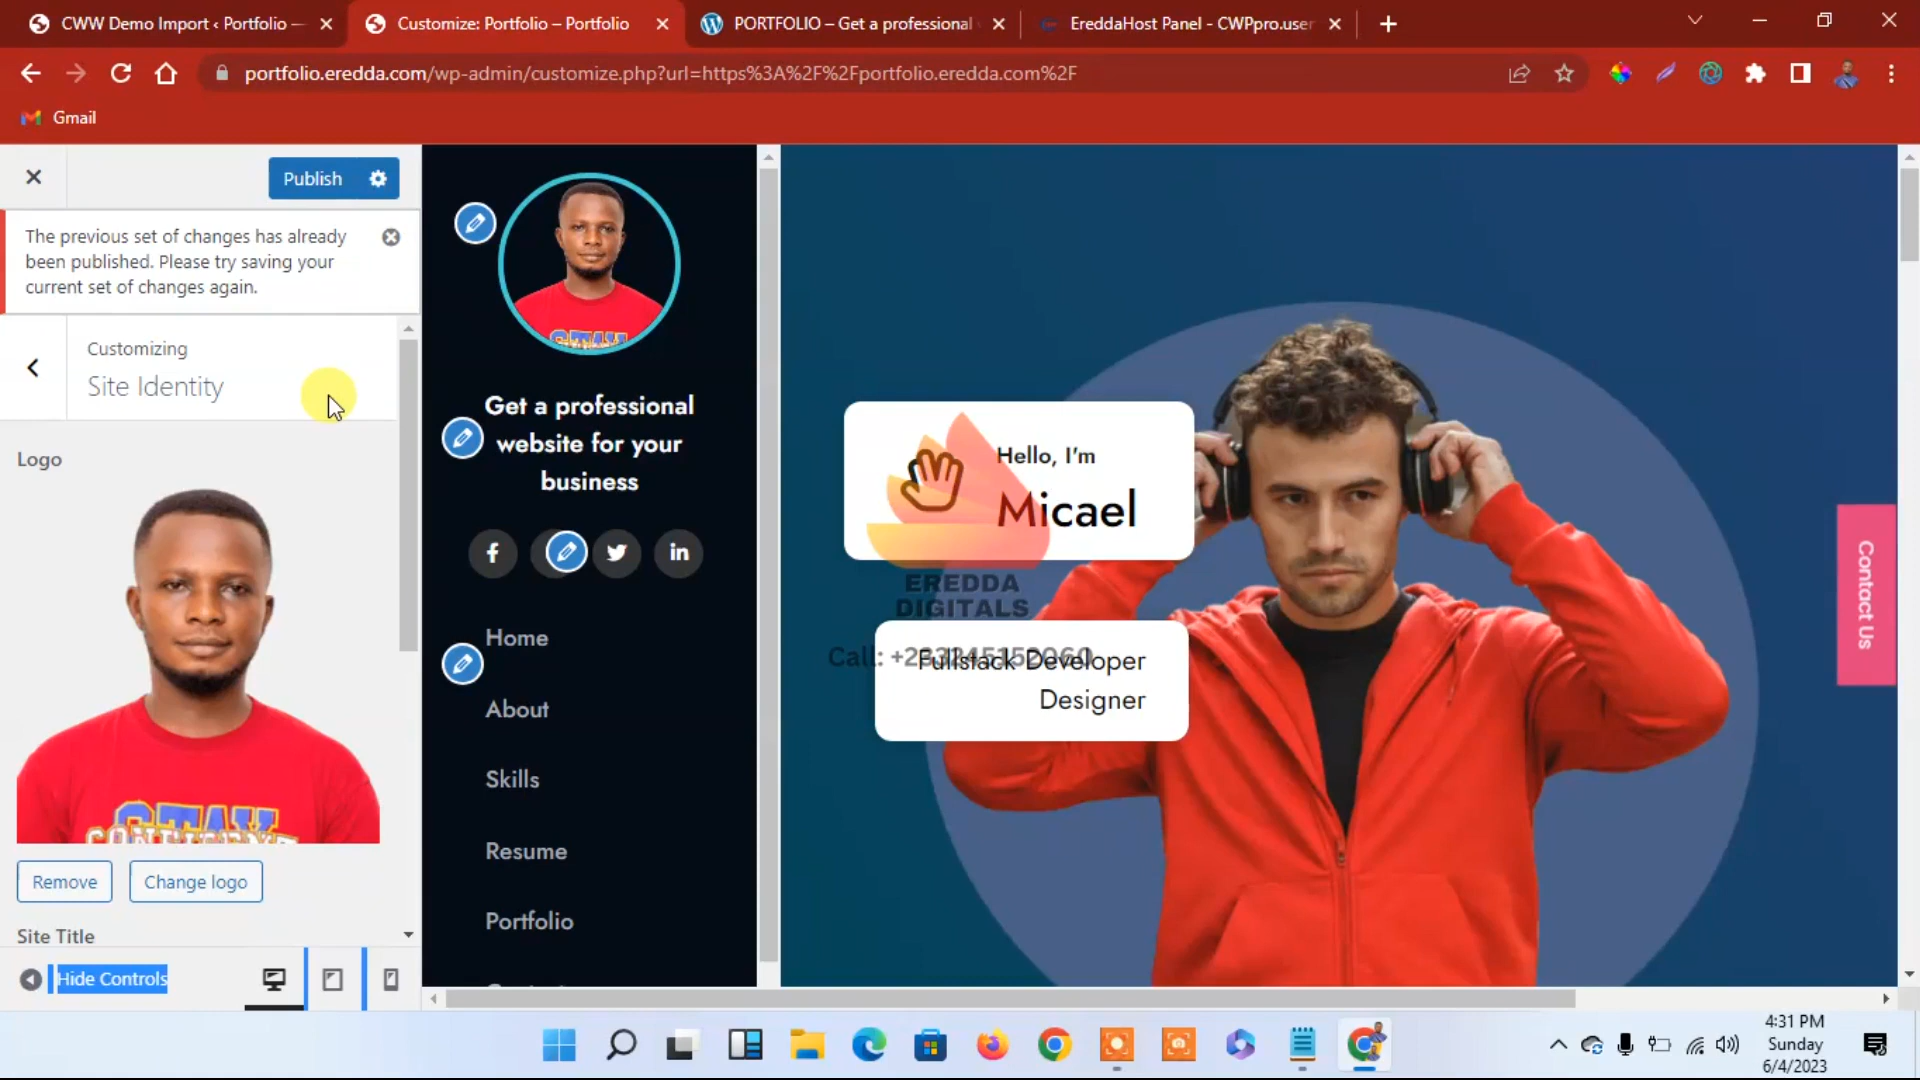 CWW Demo Import ‹ Portfolio —
Customize: Portfolio – Portfolio
PORTFOLIO – Get a professional
EreddaHost Panel - CWPpro.user
portfolio.eredda.com/wp-admin/customize.php?url=https%3A%2F%2Fportfolio.eredda.com%2F
Gmail
Publish
The previous set of changes has already
been published. Please try saving your
current set of changes again.
Customizing
Site Identity
Logo
Remove
Change logo
Site Title
Hide Controls
Get a professional
website for your
business
Home
About
Skills
Resume
Portfolio
Hello, I'm
Micael
EREDDA
DIGITALS
Call: +233245152060
Fullstack Developer
Designer
Contact Us
4:31 PM
Sunday
6/4/2023